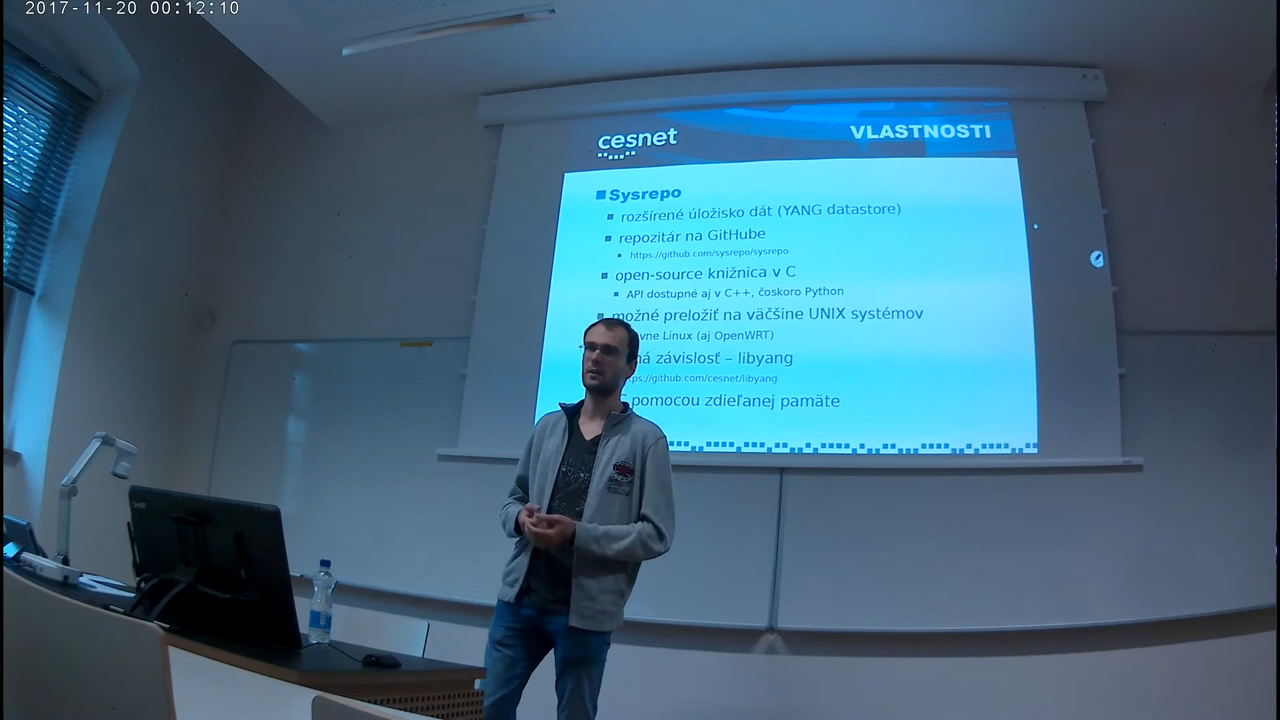 2017-11-20 00:12:10
cesnet
VLASTNOSTI
Sysrepo
rozšírené úložisko dát (YANG datastore)
repozitár na GitHube
https://github.com/sysrepo/sysrepo
open-source knižnica v C
API dostupné aj v C++, čoskoro Python
možné preložiť na väčšine UNIX systémov
Linux (aj OpenWRT)
závislosť – libyang
github.com/cesnet/libyang
pomocou zdieľanej pamäte